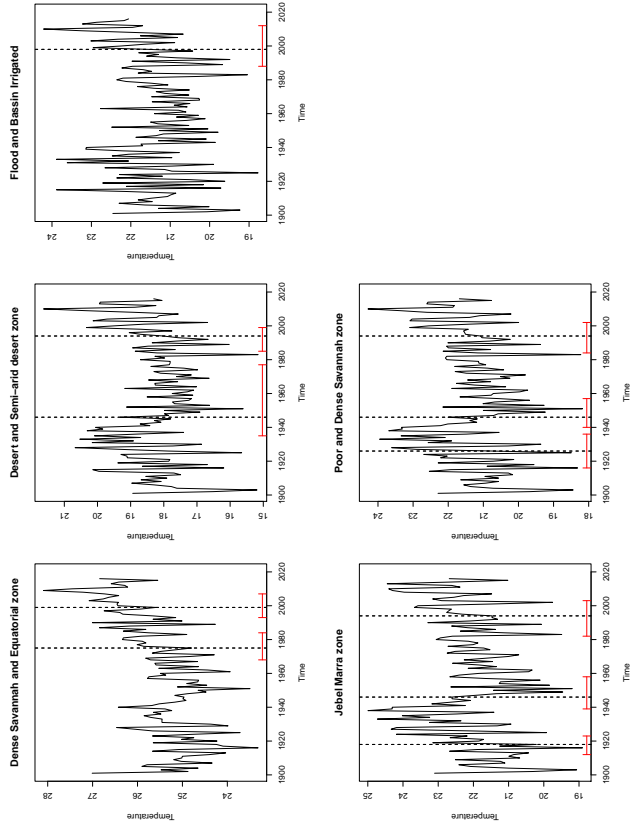 Dense Savannah and Equatorial zone
28
27
26
25
24
Temperature
1900 1920 1940 1960 1980 2000 2020
Time
Desert and Semi−arid desert zone
21
20
19
18
17
16
15
Temperature
1900 1920 1940 1960 1980 2000 2020
Time
Flood and Bassin Irrigated
24
23
22
21
20
19
Temperature
1900 1920 1940 1960 1980 2000 2020
Time
Jebel Marra zone
25
24
23
22
21
20
19
Temperature
1900 1920 1940 1960 1980 2000 2020
Time
Poor and Dense Savannah zone
24
23
22
21
20
19
18
Temperature
1900 1920 1940 1960 1980 2000 2020
Time